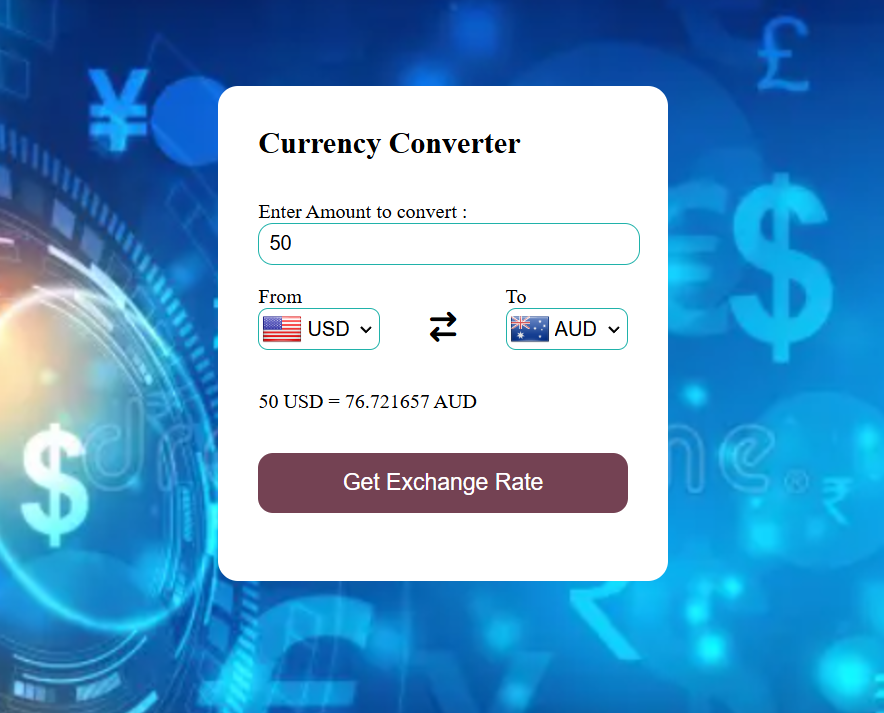 Currency Converter
Enter Amount to convert :
50
From
To
USD
AUD
50 USD = 76.721657 AUD
Get Exchange Rate